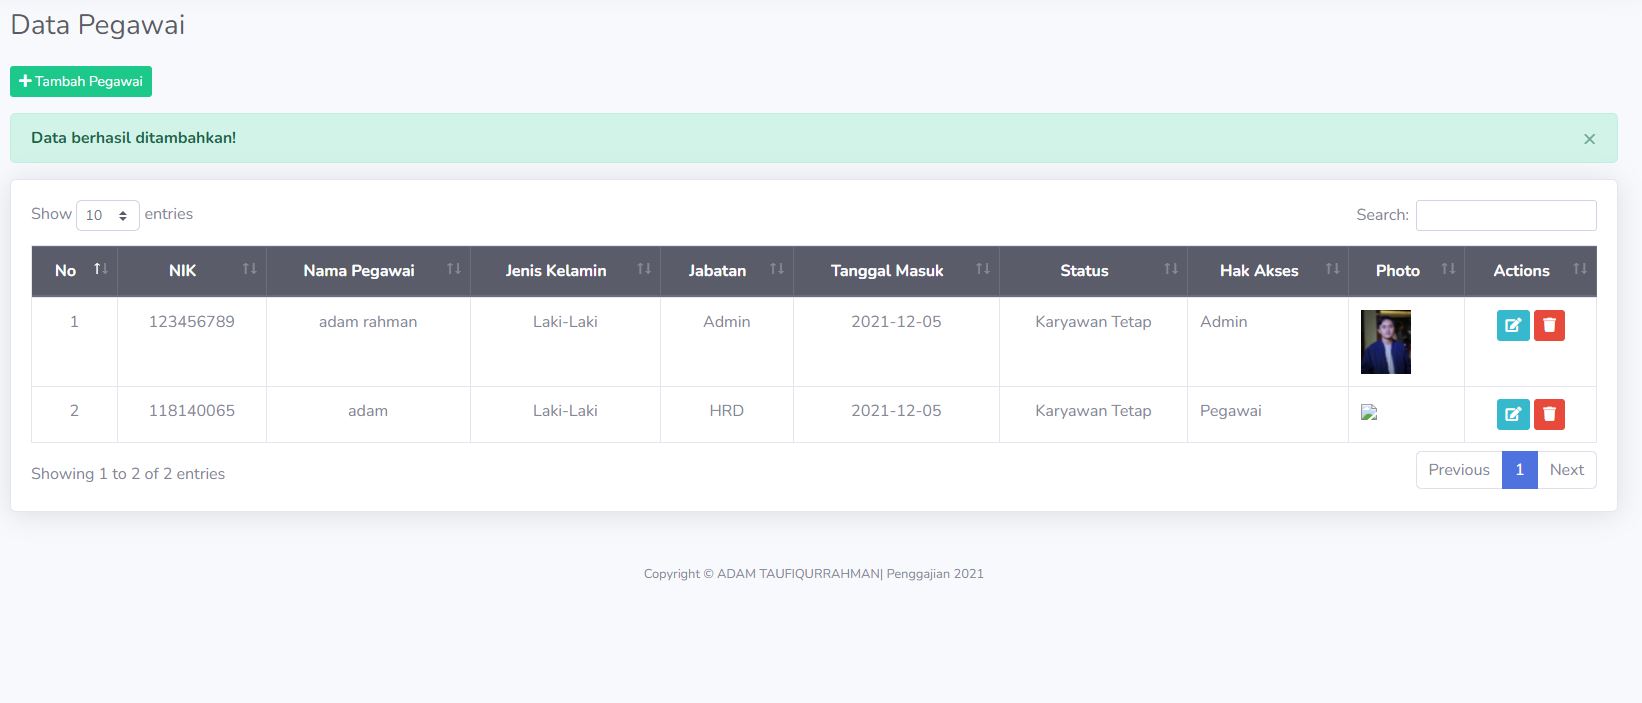 Data Pegawai
Tambah Pegawai
Data berhasil ditambahkan!
×
Show 10 entries Search:
No NIK Nama Pegawai Jenis Kelamin Jabatan Tanggal Masuk Status Hak Akses Photo Actions
1 123456789 adam rahman Laki-Laki Admin 2021-12-05 Karyawan Tetap Admin
2 118140065 adam Laki-Laki HRD 2021-12-05 Karyawan Tetap Pegawai
Showing 1 to 2 of 2 entries Previous 1 Next
Copyright © ADAM TAUFIQURRAHMAN| Penggajian 2021